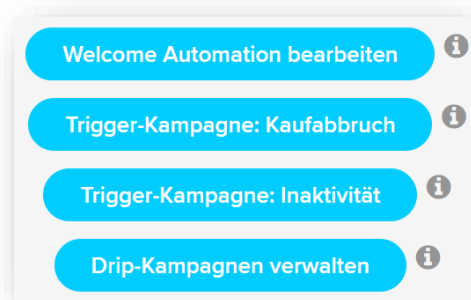 Welcome Automation bearbeiten
Trigger-Kampagne: Kaufabbruch
Trigger-Kampagne: Inaktivität
Drip-Kampagnen verwalten